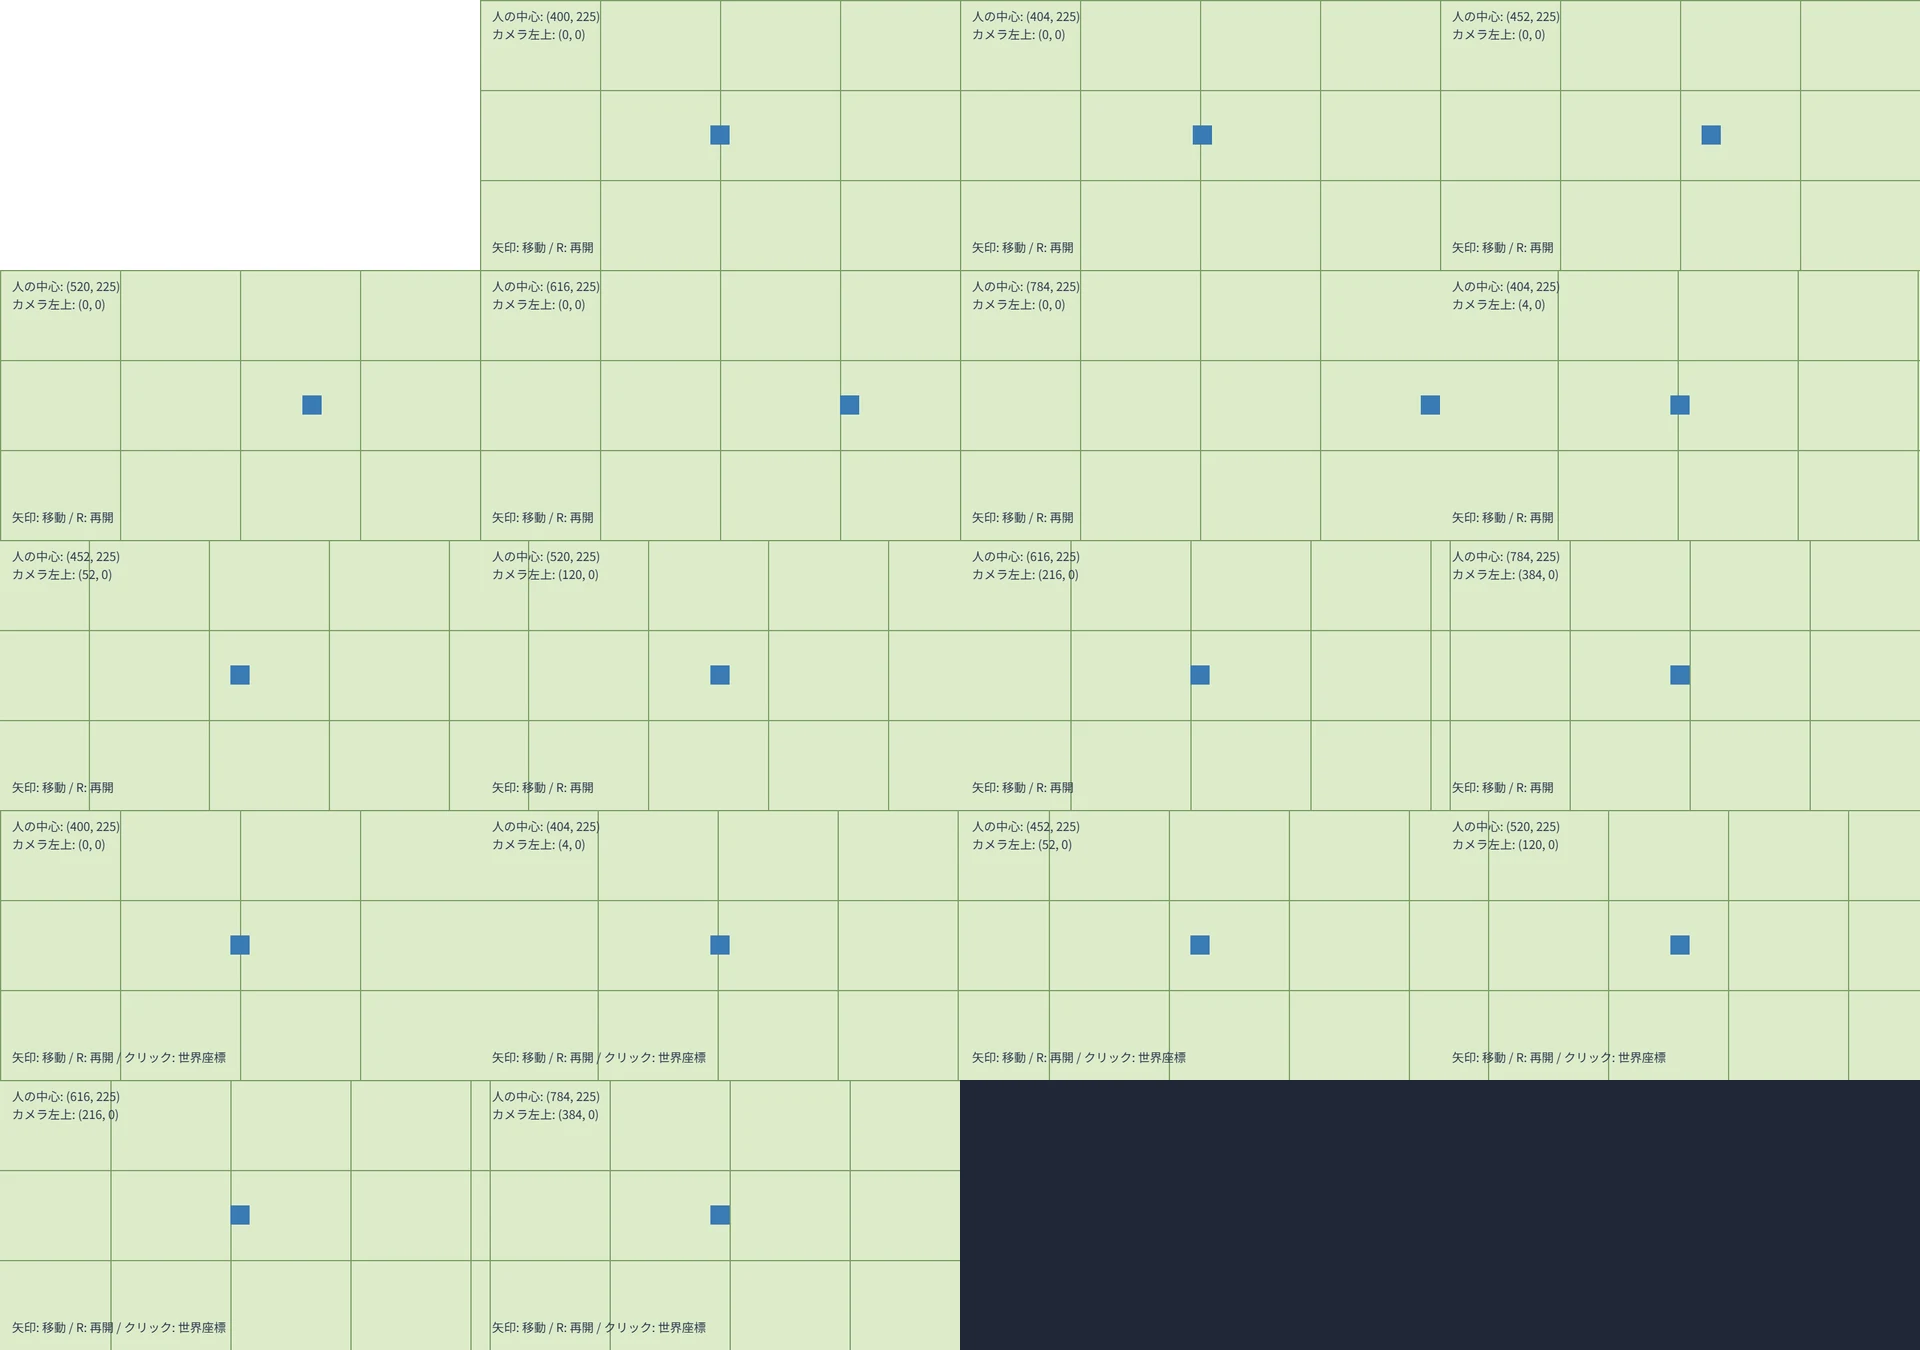 人の中心: (400, 225)
カメラ左上: (0, 0)
矢印: 移動 / R: 再開
人の中心: (404, 225)
カメラ左上: (0, 0)
矢印: 移動 / R: 再開
人の中心: (452, 225)
カメラ左上: (0, 0)
矢印: 移動 / R: 再開
人の中心: (520, 225)
カメラ左上: (0, 0)
矢印: 移動 / R: 再開
人の中心: (616, 225)
カメラ左上: (0, 0)
矢印: 移動 / R: 再開
人の中心: (784, 225)
カメラ左上: (0, 0)
矢印: 移動 / R: 再開
人の中心: (404, 225)
カメラ左上: (4, 0)
矢印: 移動 / R: 再開
人の中心: (452, 225)
カメラ左上: (52, 0)
矢印: 移動 / R: 再開
人の中心: (520, 225)
カメラ左上: (120, 0)
矢印: 移動 / R: 再開
人の中心: (616, 225)
カメラ左上: (216, 0)
矢印: 移動 / R: 再開
人の中心: (784, 225)
カメラ左上: (384, 0)
矢印: 移動 / R: 再開
人の中心: (400, 225)
カメラ左上: (0, 0)
矢印: 移動 / R: 再開 / クリック: 世界座標
人の中心: (404, 225)
カメラ左上: (4, 0)
矢印: 移動 / R: 再開 / クリック: 世界座標
人の中心: (452, 225)
カメラ左上: (52, 0)
矢印: 移動 / R: 再開 / クリック: 世界座標
人の中心: (520, 225)
カメラ左上: (120, 0)
矢印: 移動 / R: 再開 / クリック: 世界座標
人の中心: (616, 225)
カメラ左上: (216, 0)
矢印: 移動 / R: 再開 / クリック: 世界座標
人の中心: (784, 225)
カメラ左上: (384, 0)
矢印: 移動 / R: 再開 / クリック: 世界座標